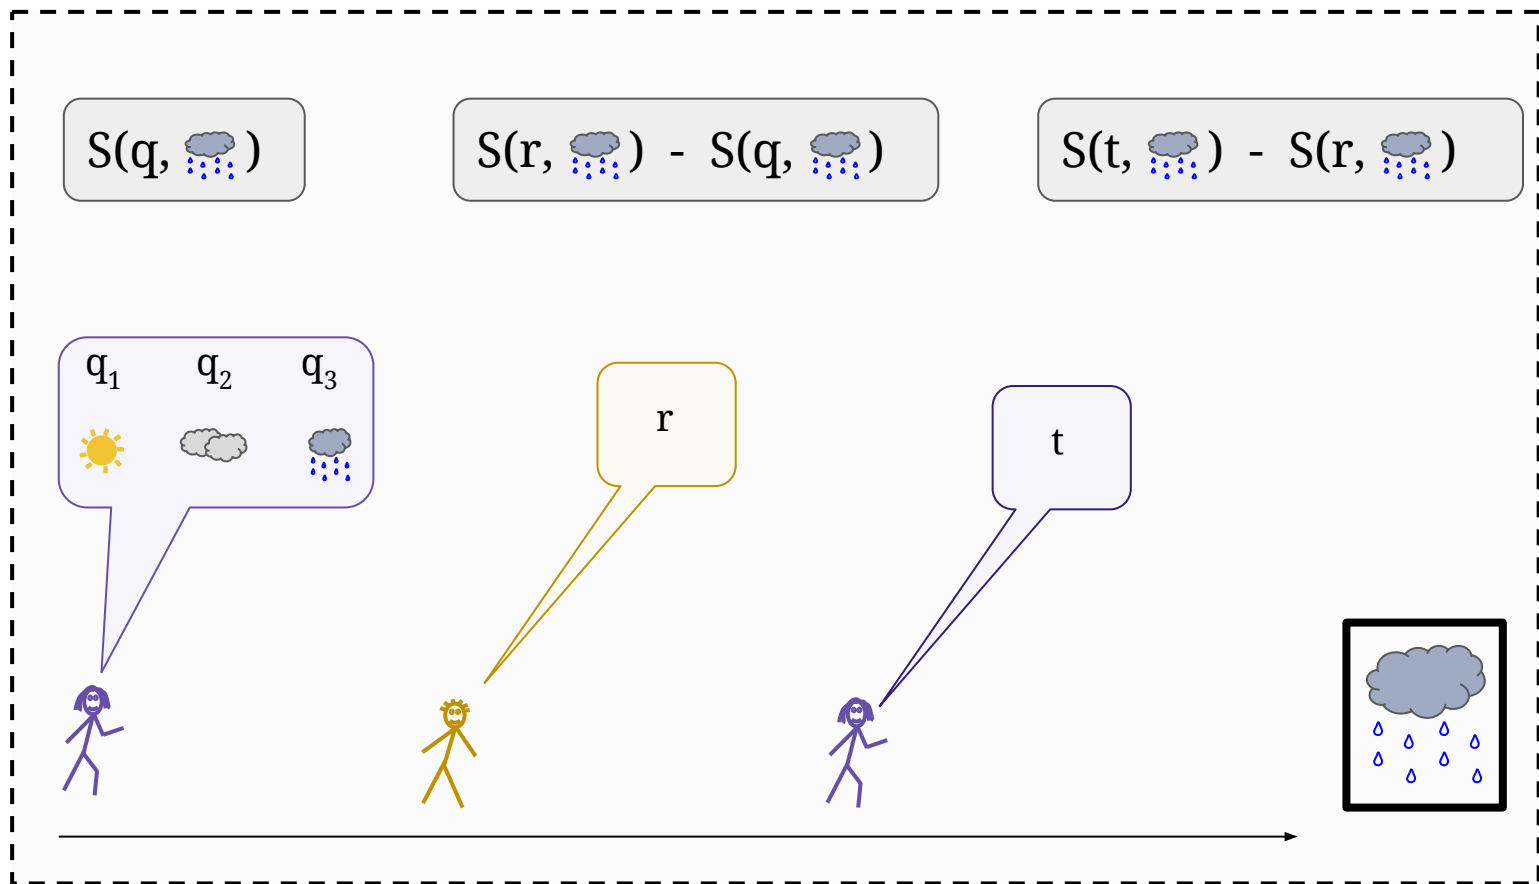 S(q, )
S(r, ) - S(q, )
S(t, ) - S(r, )
q₁ q₂ q₃
r
t